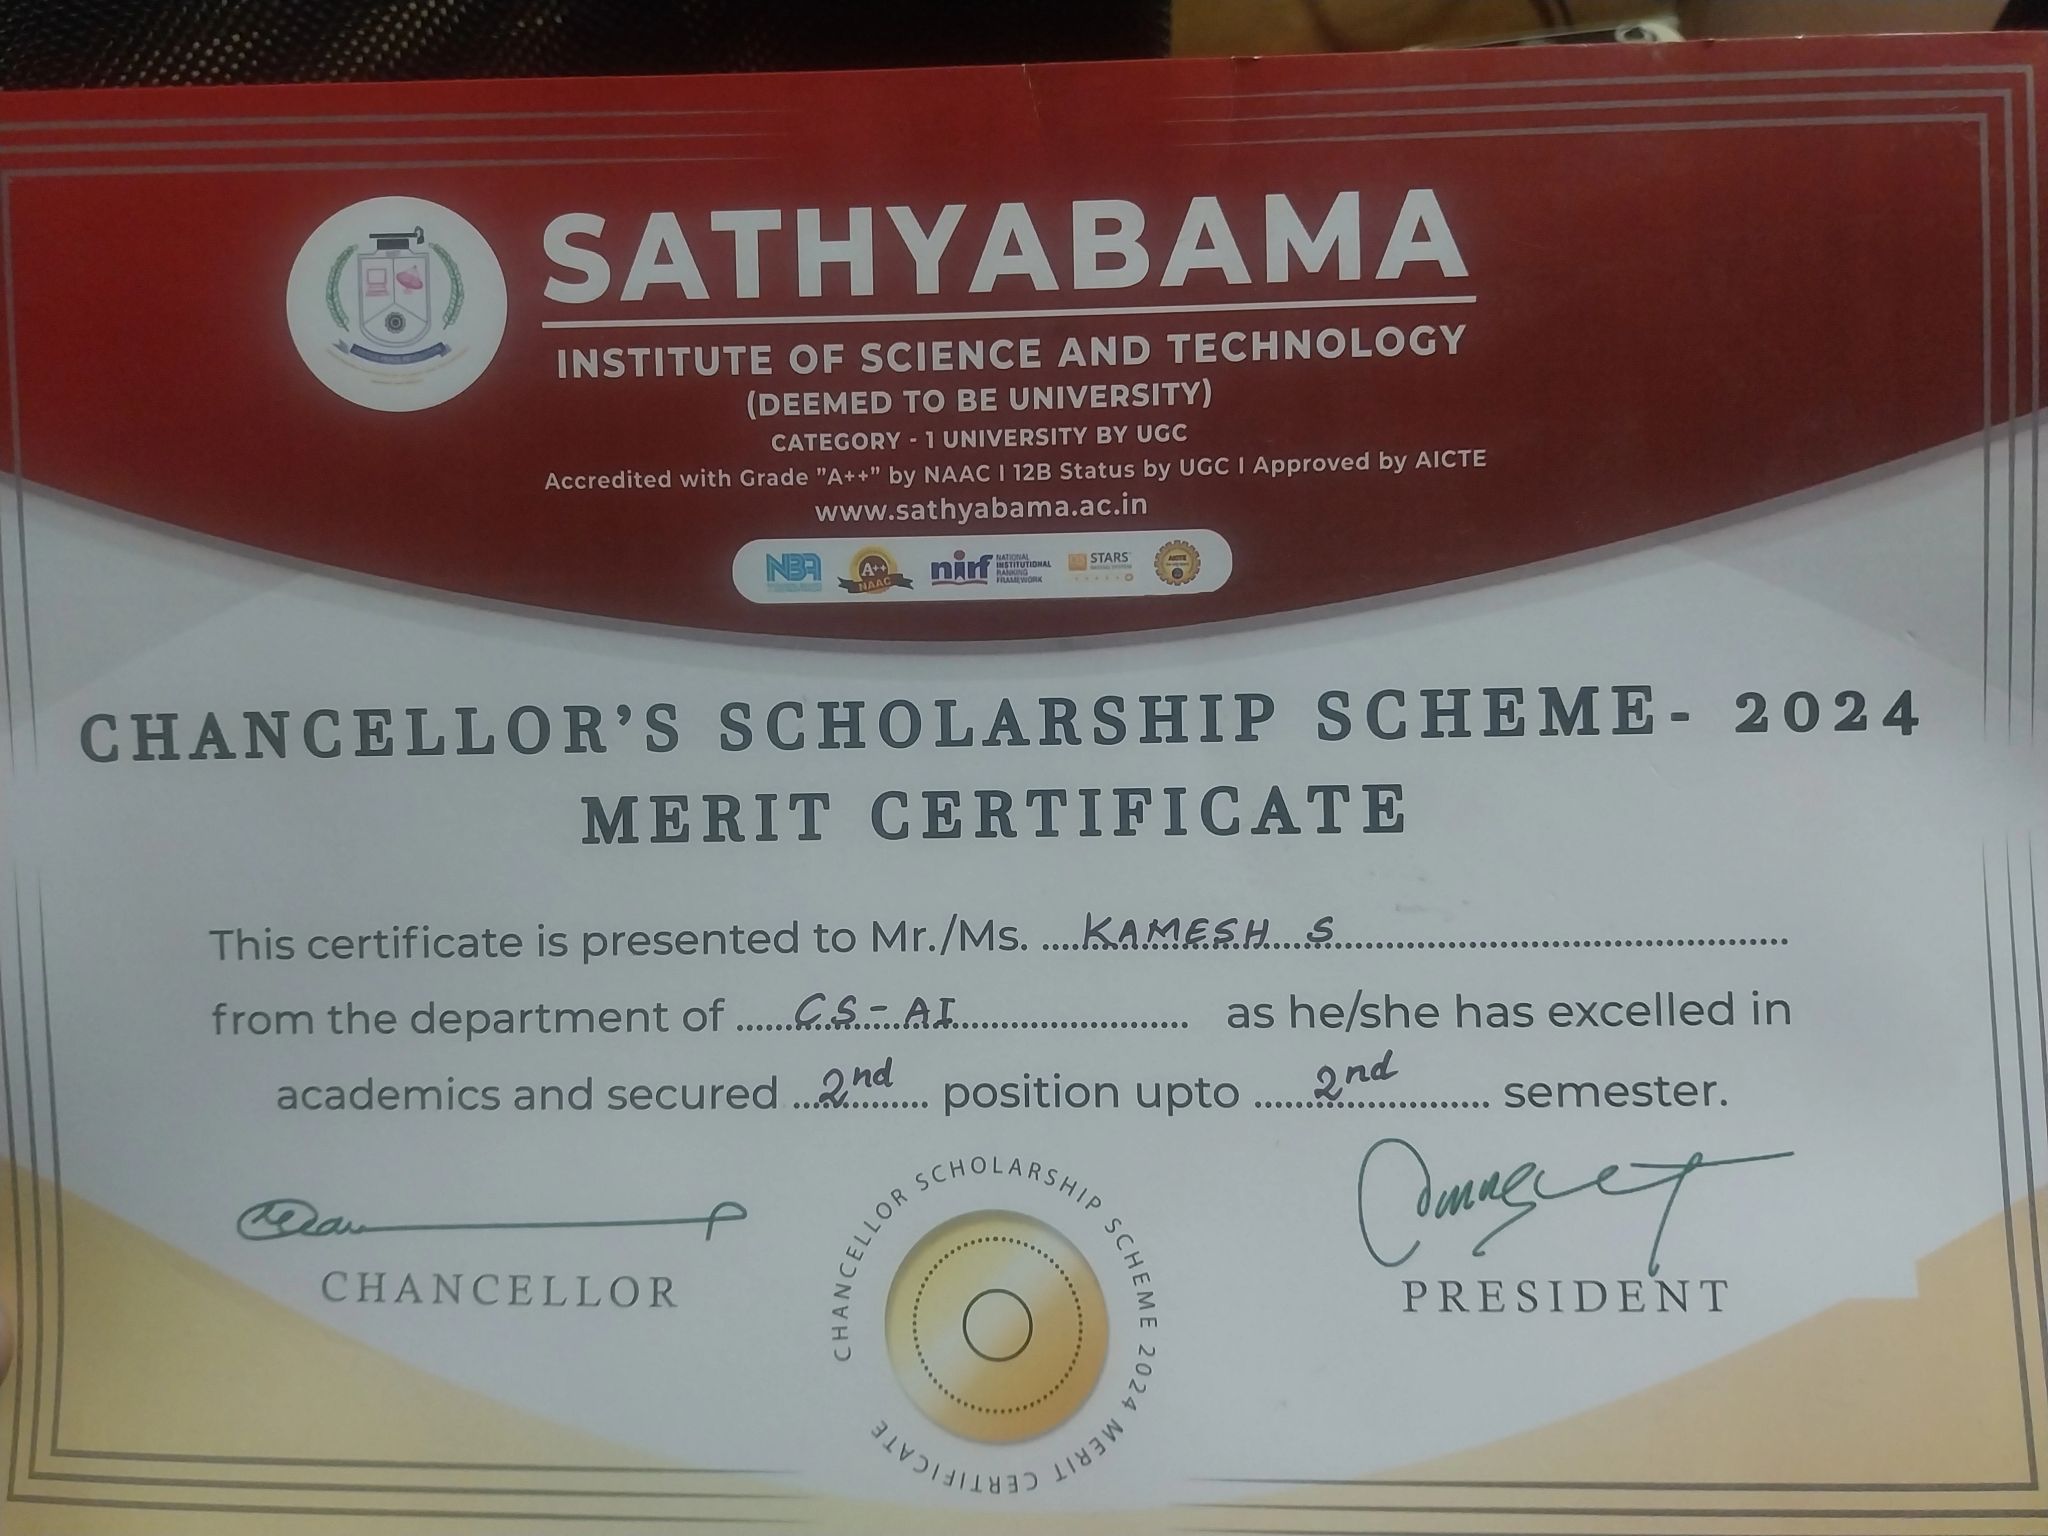 SATHYABAMA
INSTITUTE OF SCIENCE AND TECHNOLOGY
(DEEMED TO BE UNIVERSITY)
CATEGORY - 1 UNIVERSITY BY UGC
Accredited with Grade "A++" by NAAC I 12B Status by UGC I Approved by AICTE
www.sathyabama.ac.in
NBA A++ NAAC nirf NATIONAL INSTITUTIONAL RANKING FRAMEWORK STARS AICTE
CHANCELLOR'S SCHOLARSHIP SCHEME- 2024
MERIT CERTIFICATE
This certificate is presented to Mr./Ms. KAMESH S
from the department of CS-AI as he/she has excelled in
academics and secured 2nd position upto 2nd semester.
CHANCELLOR
CHANCELLOR SCHOLARSHIP SCHEME 2024 MERIT CERTIFICATE
PRESIDENT